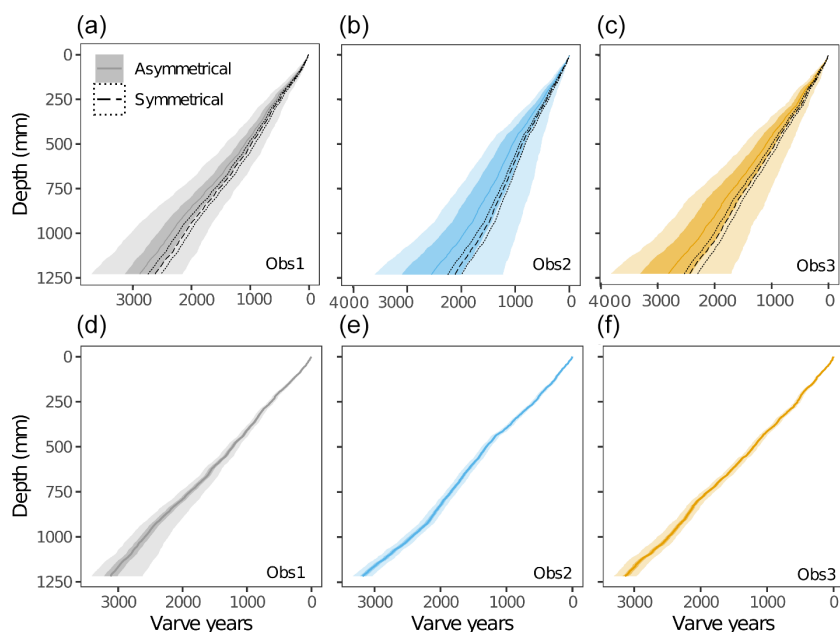 (a) (b) (c)
0
250
500
750
1000
1250
Depth (mm)
Asymmetrical
Symmetrical
Obs1
3000 2000 1000 0
Obs2
4000 3000 2000 1000 0
Obs3
4000 3000 2000 1000 0
(d) (e) (f)
0
250
500
750
1000
1250
Depth (mm)
Obs1
3000 2000 1000 0
Varve years
Obs2
3000 2000 1000 0
Varve years
Obs3
3000 2000 1000 0
Varve years